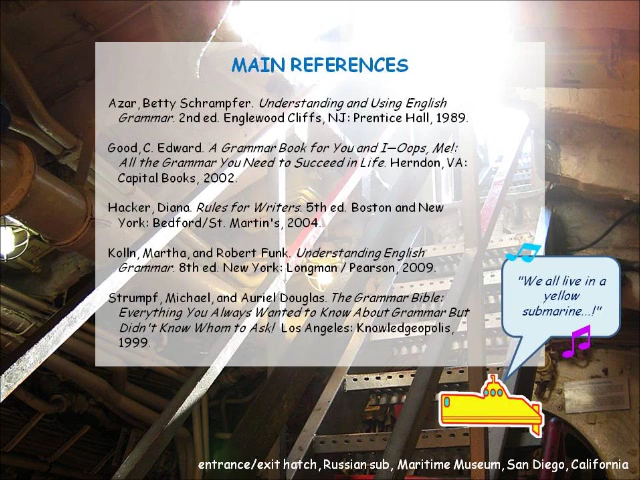 MAIN REFERENCES
Azar, Betty Schrampfer. Understanding and Using English
Grammar. 2nd ed. Englewood Cliffs, NJ: Prentice Hall, 1989.
Good, C. Edward. A Grammar Book for You and I—Oops, Me!:
All the Grammar You Need to Succeed in Life. Herndon, VA:
Capital Books, 2002.
Hacker, Diana. Rules for Writers. 5th ed. Boston and New
York: Bedford/St. Martin's, 2004.
Kolln, Martha, and Robert Funk. Understanding English
Grammar. 8th ed. New York: Longman / Pearson, 2009.
Strumpf, Michael, and Auriel Douglas. The Grammar Bible:
Everything You Always Wanted to Know About Grammar But
Didn't Know Whom to Ask! Los Angeles: Knowledgeopolis,
1999.
"We all live in a
yellow
submarine...!"
entrance/exit hatch, Russian sub, Maritime Museum, San Diego, California